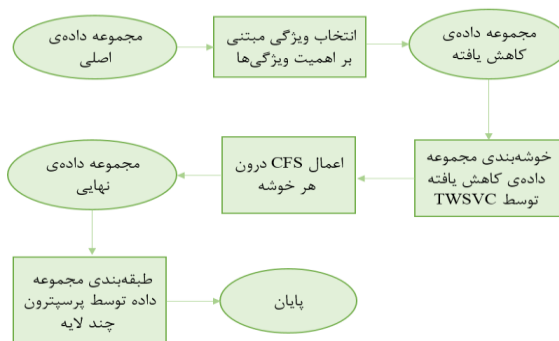 مجموعه داده‌ی
اصلی
انتخاب ویژگی مبتنی
بر اهمیت ویژگی‌ها
مجموعه داده‌ی
کاهش یافته
خوشه‌بندی مجموعه
داده‌ی کاهش یافته
توسط TWSVC
اعمال CFS درون
هر خوشه
مجموعه داده‌ی
نهایی
طبقه‌بندی مجموعه
داده توسط پرسپترون
چند لایه
پایان